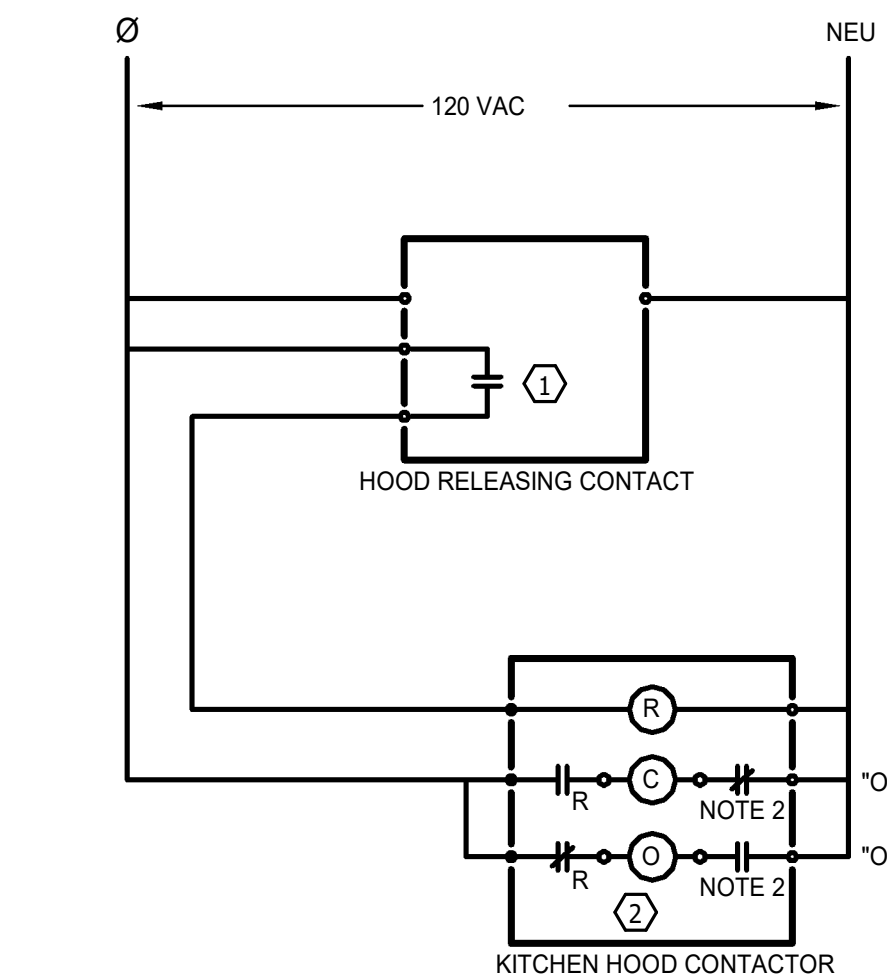 Ø NEU
120 VAC
1
HOOD RELEASING CONTACT
R
R C NOTE 2 "O
R O NOTE 2 "O
2
KITCHEN HOOD CONTACTOR